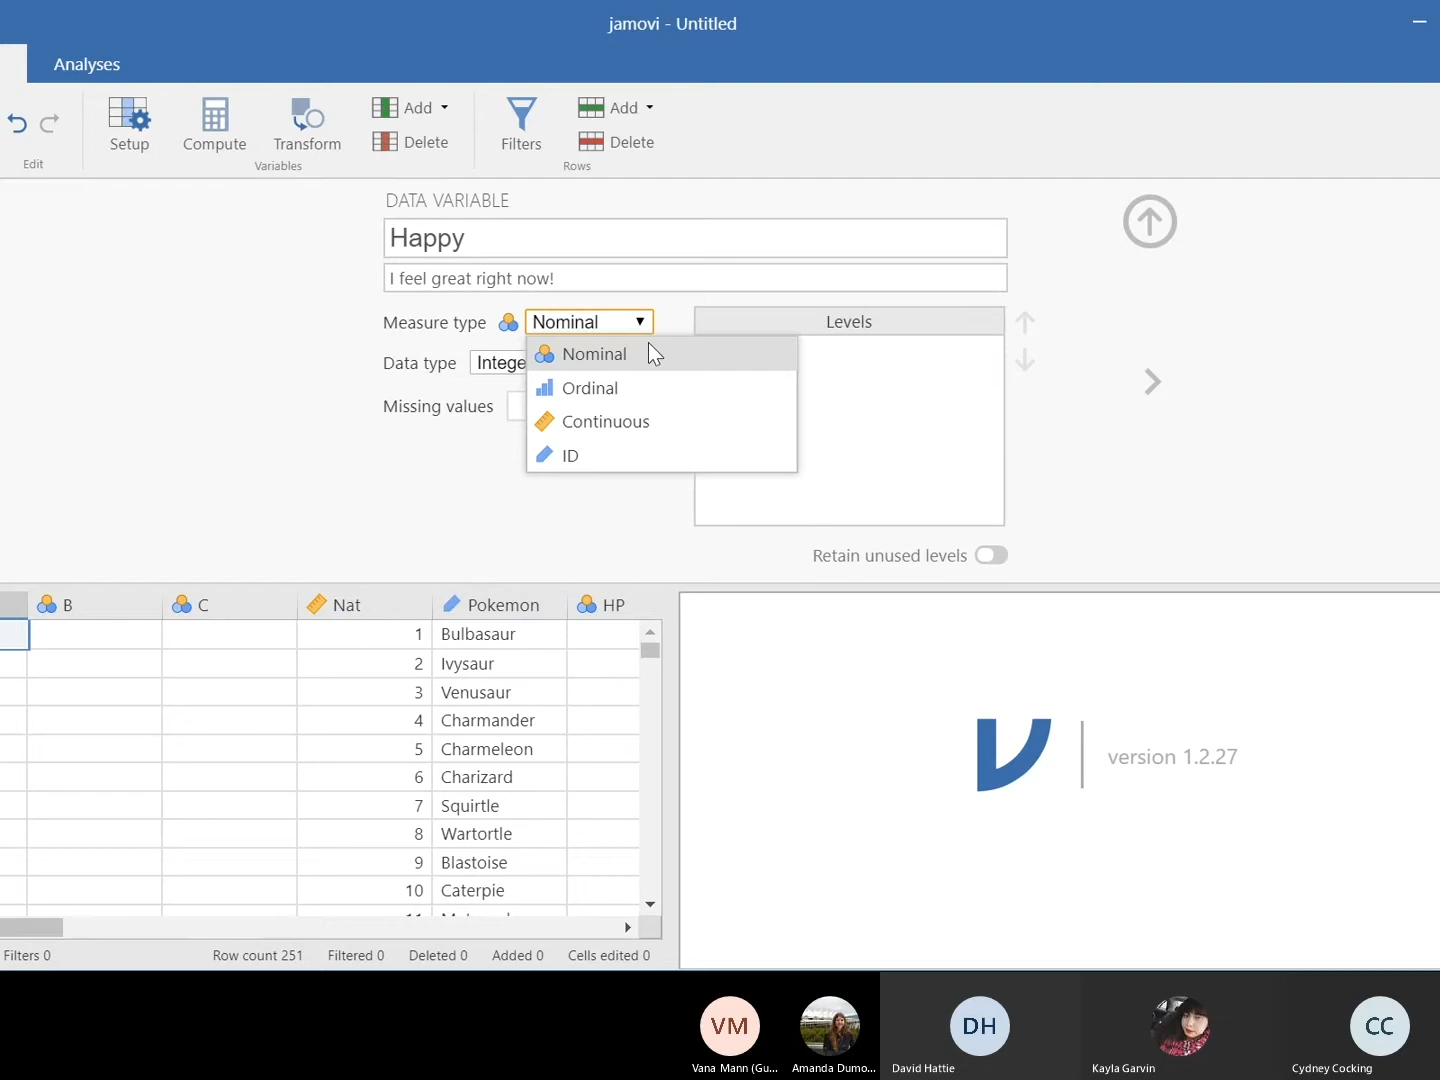 jamovi - Untitled
Analyses
Edit
Setup
Compute
Transform
Add
Delete
Variables
Filters
Add
Delete
Rows
DATA VARIABLE
Happy
I feel great right now!
Measure type
Nominal
Data type
Intege
Missing values
Nominal
Ordinal
Continuous
ID
Levels
Retain unused levels
B C Nat Pokemon HP
1 Bulbasaur
2 Ivysaur
3 Venusaur
4 Charmander
5 Charmeleon
6 Charizard
7 Squirtle
8 Wartortle
9 Blastoise
10 Caterpie
version 1.2.27
Filters 0 Row count 251 Filtered 0 Deleted 0 Added 0 Cells edited 0
VM
DH
CC
Vana Mann (Gu... Amanda Dumo... David Hattie Kayla Garvin Cydney Cocking